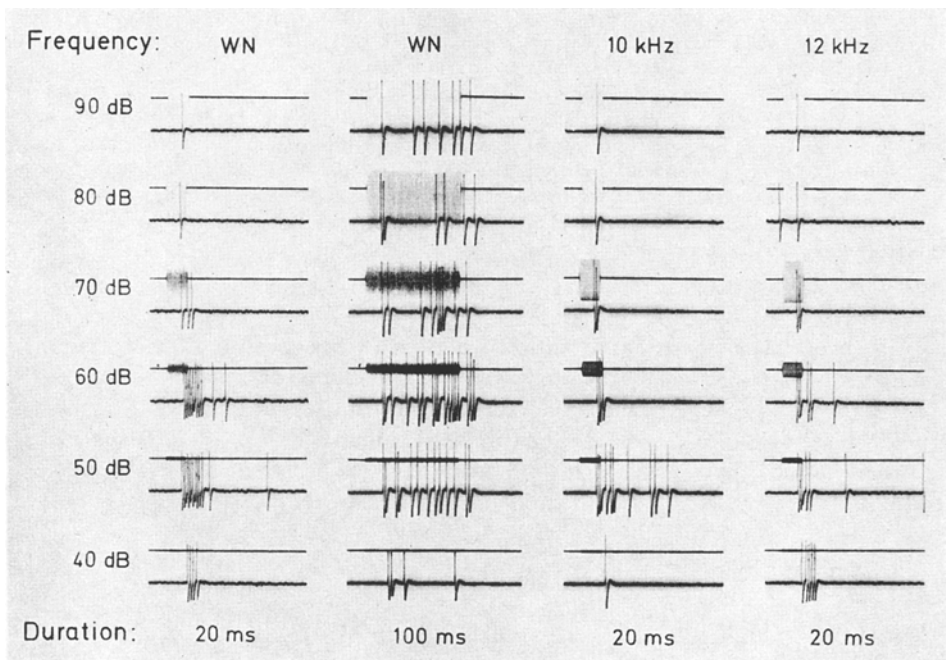 Frequency: WN WN 10 kHz 12 kHz
90 dB
80 dB
70 dB
60 dB
50 dB
40 dB
Duration: 20 ms 100 ms 20 ms 20 ms